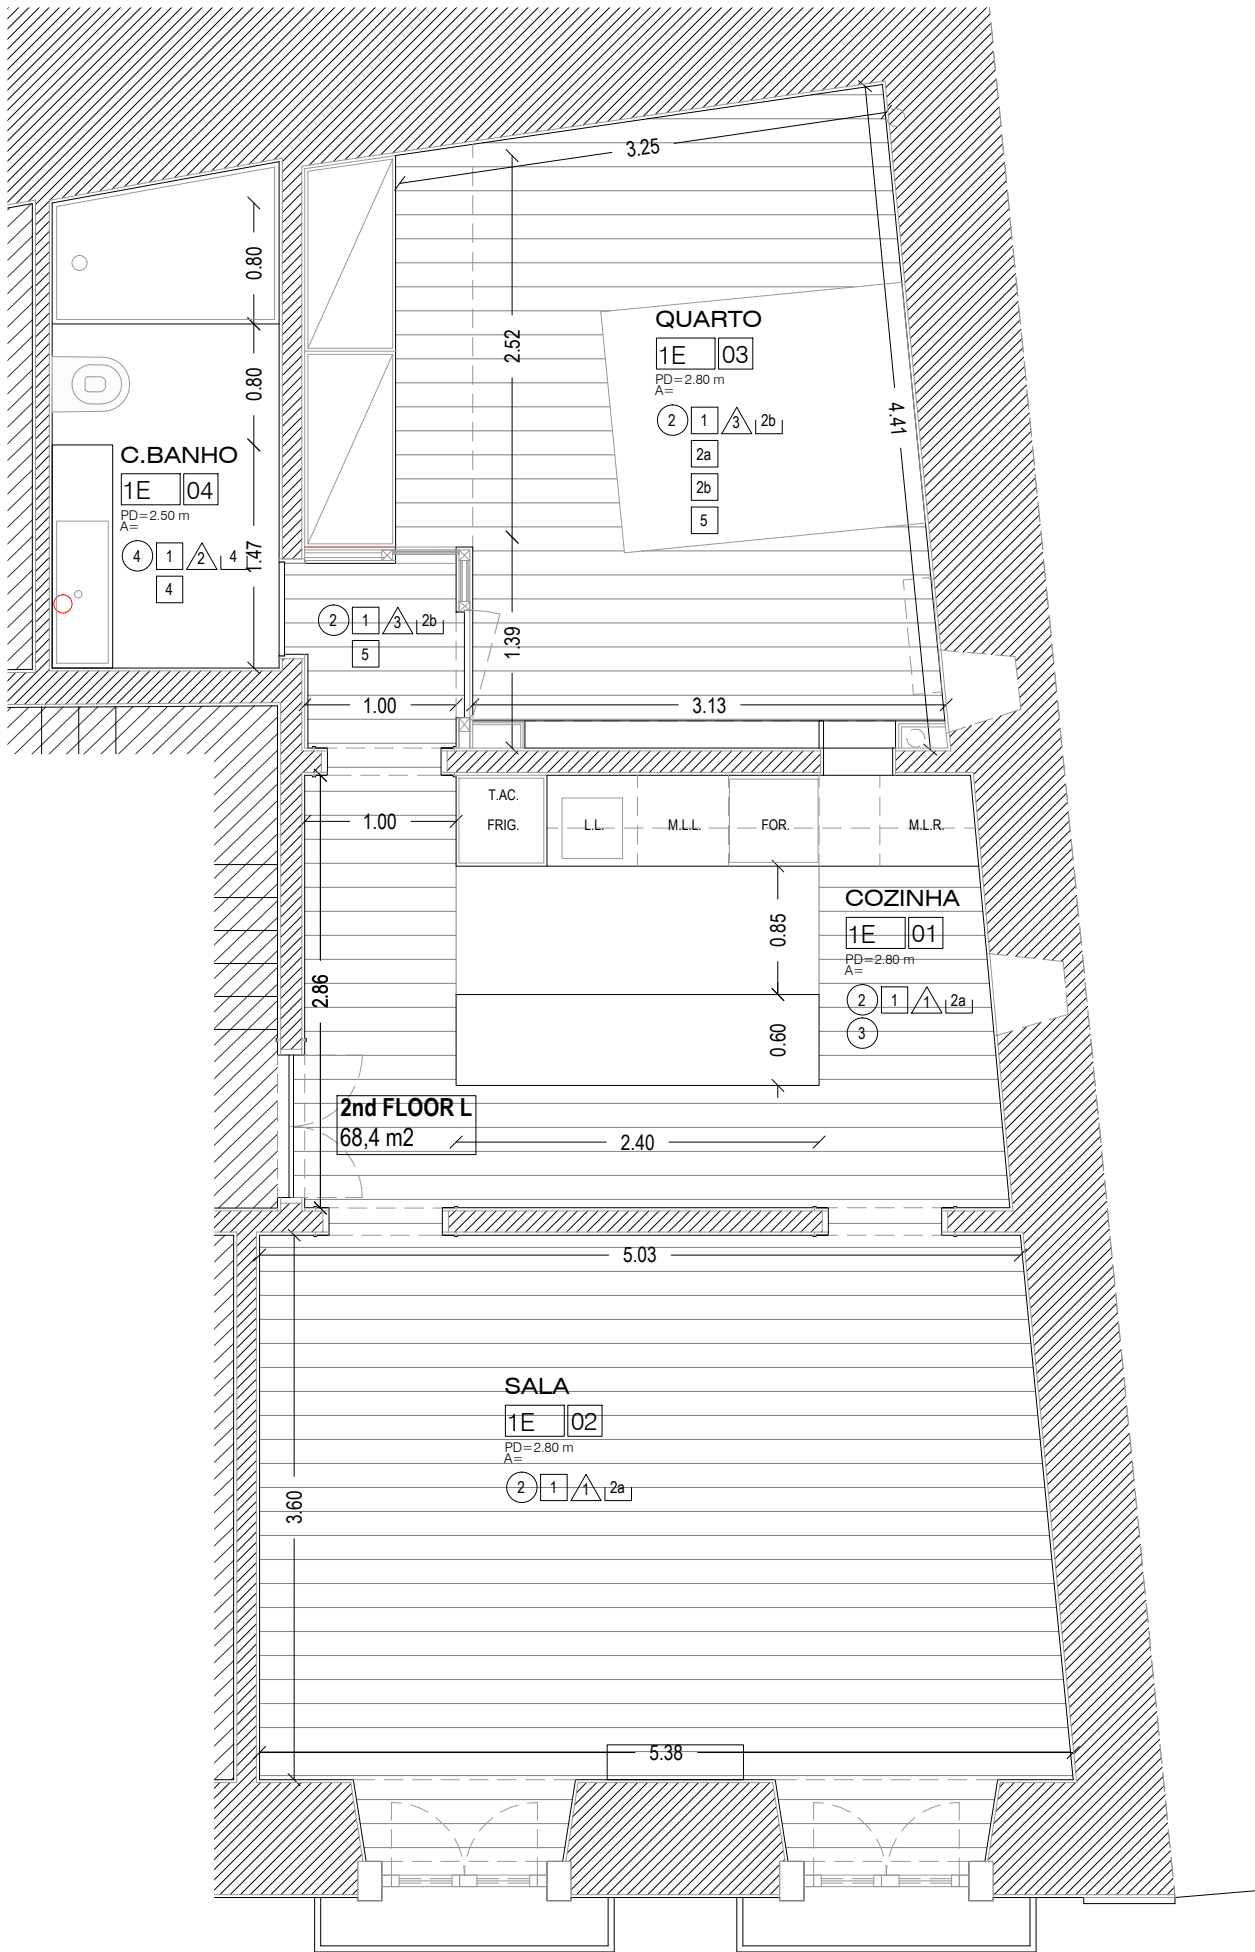 3.25
0.80
2.52
QUARTO
1E 03
PD=2.80 m
A=
2 1 3 2b
2a
2b
5
4.41
0.80
C.BANHO
1E 04
PD=2.50 m
A=
4 1 2 4
4
1.47
2 1 3 2b
5
1.39
1.00
3.13
T.AC.
FRIG.
L.L.
M.L.L.
FOR.
M.L.R.
1.00
2.86
0.85
COZINHA
1E 01
PD=2.80 m
A=
2 1 1 2a
3
0.60
2nd FLOOR L
68,4 m2
2.40
5.03
SALA
1E 02
PD=2.80 m
A=
2 1 1 2a
3.60
5.38